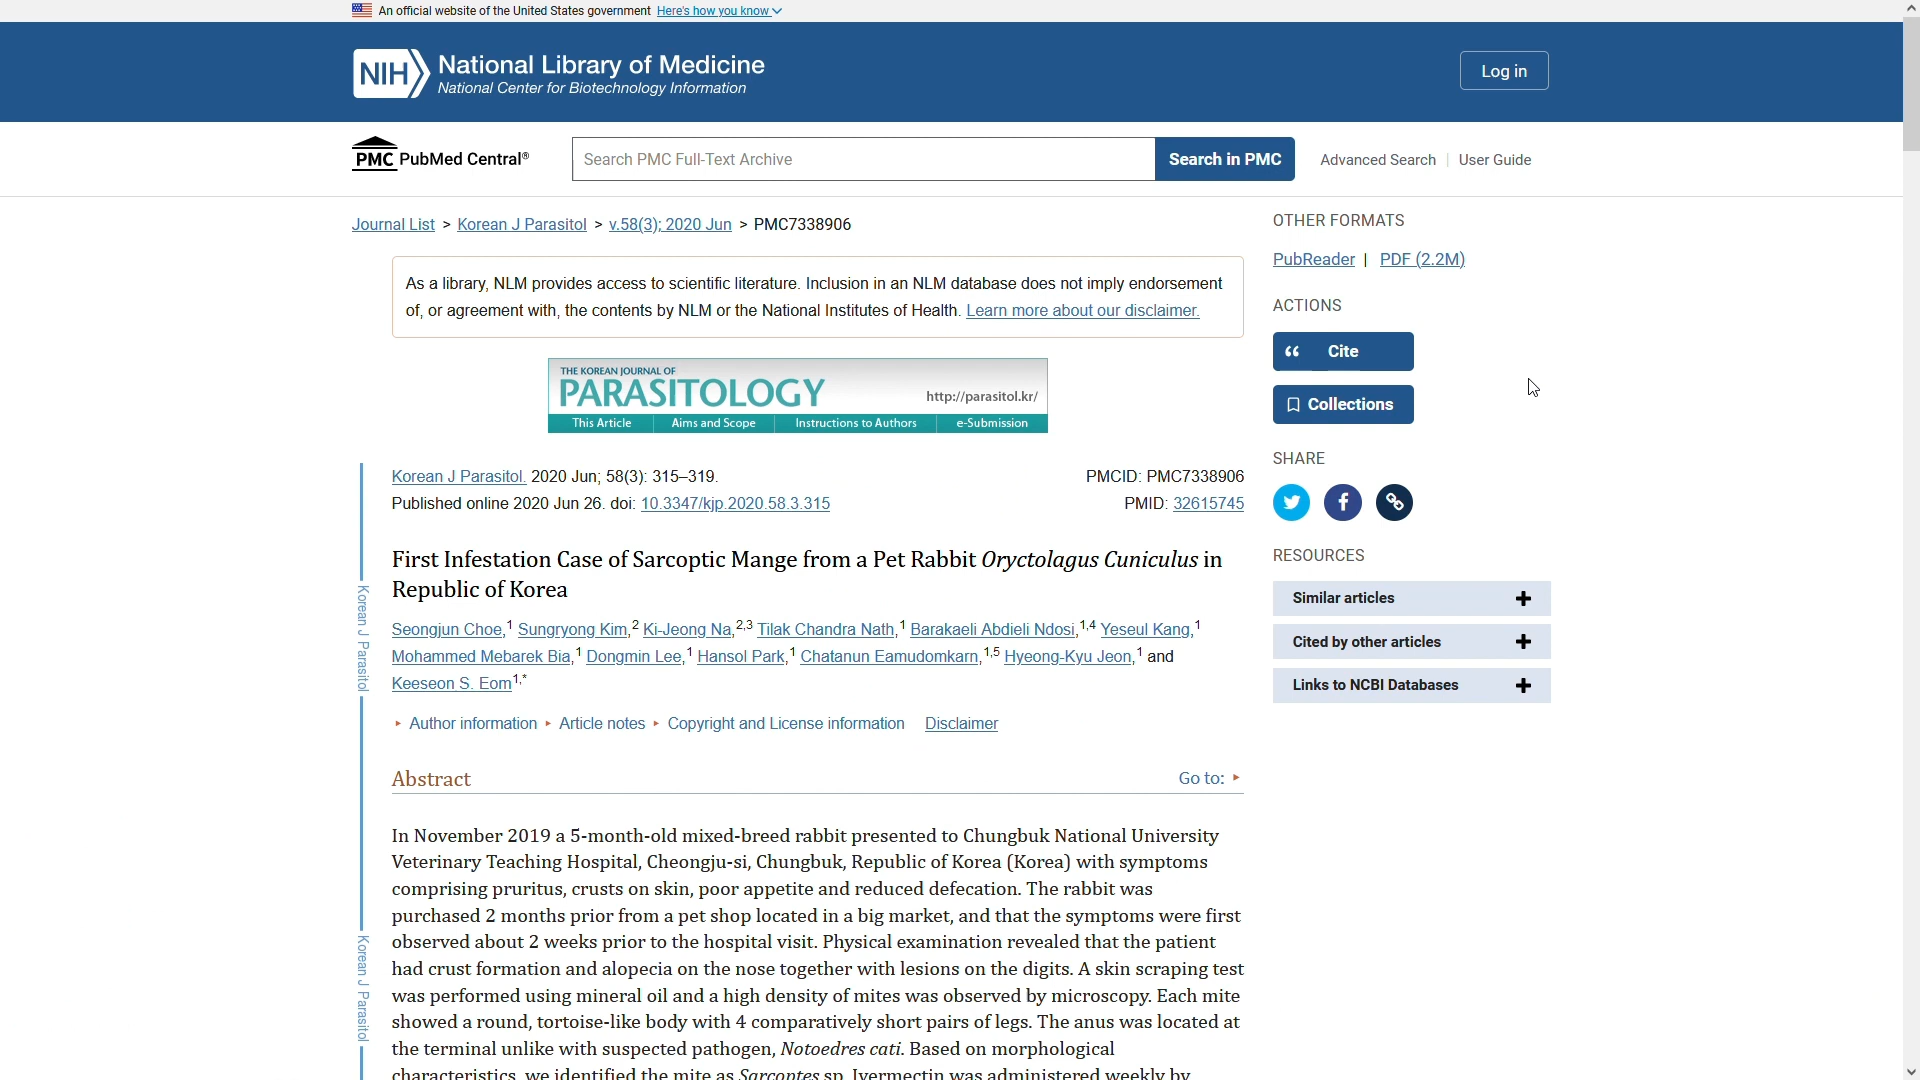 An official website of the United States government Here's how you know
NIH National Library of Medicine
National Center for Biotechnology Information
Log in
PMC PubMed Central®
Search PMC Full-Text Archive
Search in PMC
Advanced Search
User Guide
Journal List > Korean J Parasitol > v.58(3); 2020 Jun > PMC7338906
As a library, NLM provides access to scientific literature. Inclusion in an NLM database does not imply endorsement
of, or agreement with, the contents by NLM or the National Institutes of Health. Learn more about our disclaimer.
THE KOREAN JOURNAL OF
PARASITOLOGY
http://parasitol.kr/
This Article
Aims and Scope
Instructions to Authors
e-Submission
Korean J Parasitol. 2020 Jun; 58(3): 315–319.
PMCID: PMC7338906
Published online 2020 Jun 26. doi: 10.3347/kjp.2020.58.3.315
PMID: 32615745
First Infestation Case of Sarcoptic Mange from a Pet Rabbit Oryctolagus Cuniculus in
Republic of Korea
Seongjun Choe,1 Sungryong Kim,2 Ki-Jeong Na,2,3 Tilak Chandra Nath,1 Barakaeli Abdieli Ndosi,1,4 Yeseul Kang,1
Mohammed Mebarek Bia,1 Dongmin Lee,1 Hansol Park,1 Chatanun Eamudomkarn,1,5 Hyeong-Kyu Jeon,1 and
Keeseon S. Eom1,*
Author information
Article notes
Copyright and License information
Disclaimer
Abstract
Go to:
In November 2019 a 5-month-old mixed-breed rabbit presented to Chungbuk National University
Veterinary Teaching Hospital, Cheongju-si, Chungbuk, Republic of Korea (Korea) with symptoms
comprising pruritus, crusts on skin, poor appetite and reduced defecation. The rabbit was
purchased 2 months prior from a pet shop located in a big market, and that the symptoms were first
observed about 2 weeks prior to the hospital visit. Physical examination revealed that the patient
had crust formation and alopecia on the nose together with lesions on the digits. A skin scraping test
was performed using mineral oil and a high density of mites was observed by microscopy. Each mite
showed a round, tortoise-like body with 4 comparatively short pairs of legs. The anus was located at
the terminal unlike with suspected pathogen, Notoedres cati. Based on morphological
characteristics, we identified the mite as Sarcoptes sp. Ivermectin was administered weekly by
Korean J Parasitol
Korean J Parasitol
OTHER FORMATS
PubReader | PDF (2.2M)
ACTIONS
Cite
Collections
SHARE
RESOURCES
Similar articles
Cited by other articles
Links to NCBI Databases